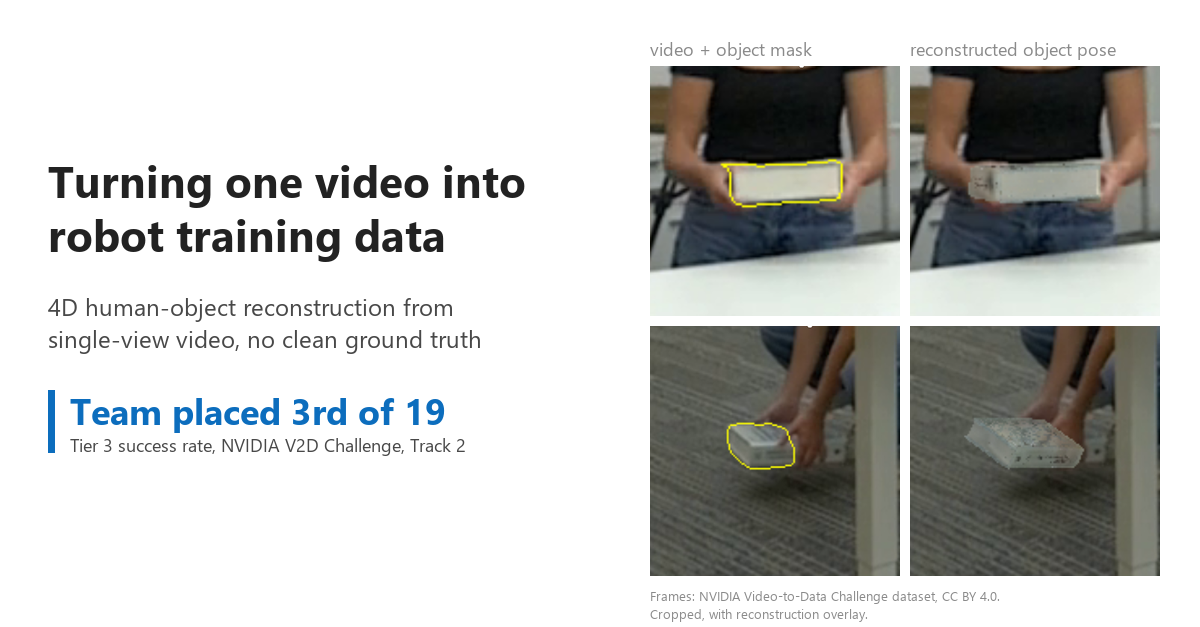 Turning one video into
robot training data
4D human-object reconstruction from
single-view video, no clean ground truth
Team placed 3rd of 19
Tier 3 success rate, NVIDIA V2D Challenge, Track 2
video + object mask
reconstructed object pose
Frames: NVIDIA Video-to-Data Challenge dataset, CC BY 4.0.
Cropped, with reconstruction overlay.